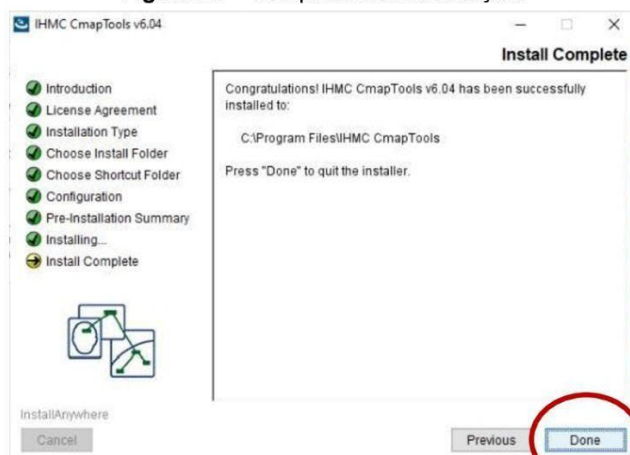 IHMC CmapTools v6.04
Install Complete
Introduction
License Agreement
Installation Type
Choose Install Folder
Choose Shortcut Folder
Configuration
Pre-Installation Summary
Installing...
Install Complete
Congratulations! IHMC CmapTools v6.04 has been successfully
installed to:
C:\Program Files\IHMC CmapTools
Press "Done" to quit the installer.
InstallAnywhere
Cancel
Previous
Done